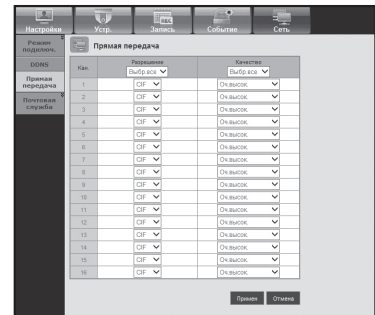 Настройки Устр. Запись Событие Сеть
REC
Режим
подключ.
DDNS
Прямая
передача
Почтовая
служба
Прямая передача
Кан. Разрешение Качество
Выбр.все Выбр.все
1 CIF Оч.высок.
2 CIF Оч.высок.
3 CIF Оч.высок.
4 CIF Оч.высок.
5 CIF Оч.высок.
6 CIF Оч.высок.
7 CIF Оч.высок.
8 CIF Оч.высок.
9 CIF Оч.высок.
10 CIF Оч.высок.
11 CIF Оч.высок.
12 CIF Оч.высок.
13 CIF Оч.высок.
14 CIF Оч.высок.
15 CIF Оч.высок.
16 CIF Оч.высок.
Примен Отмена